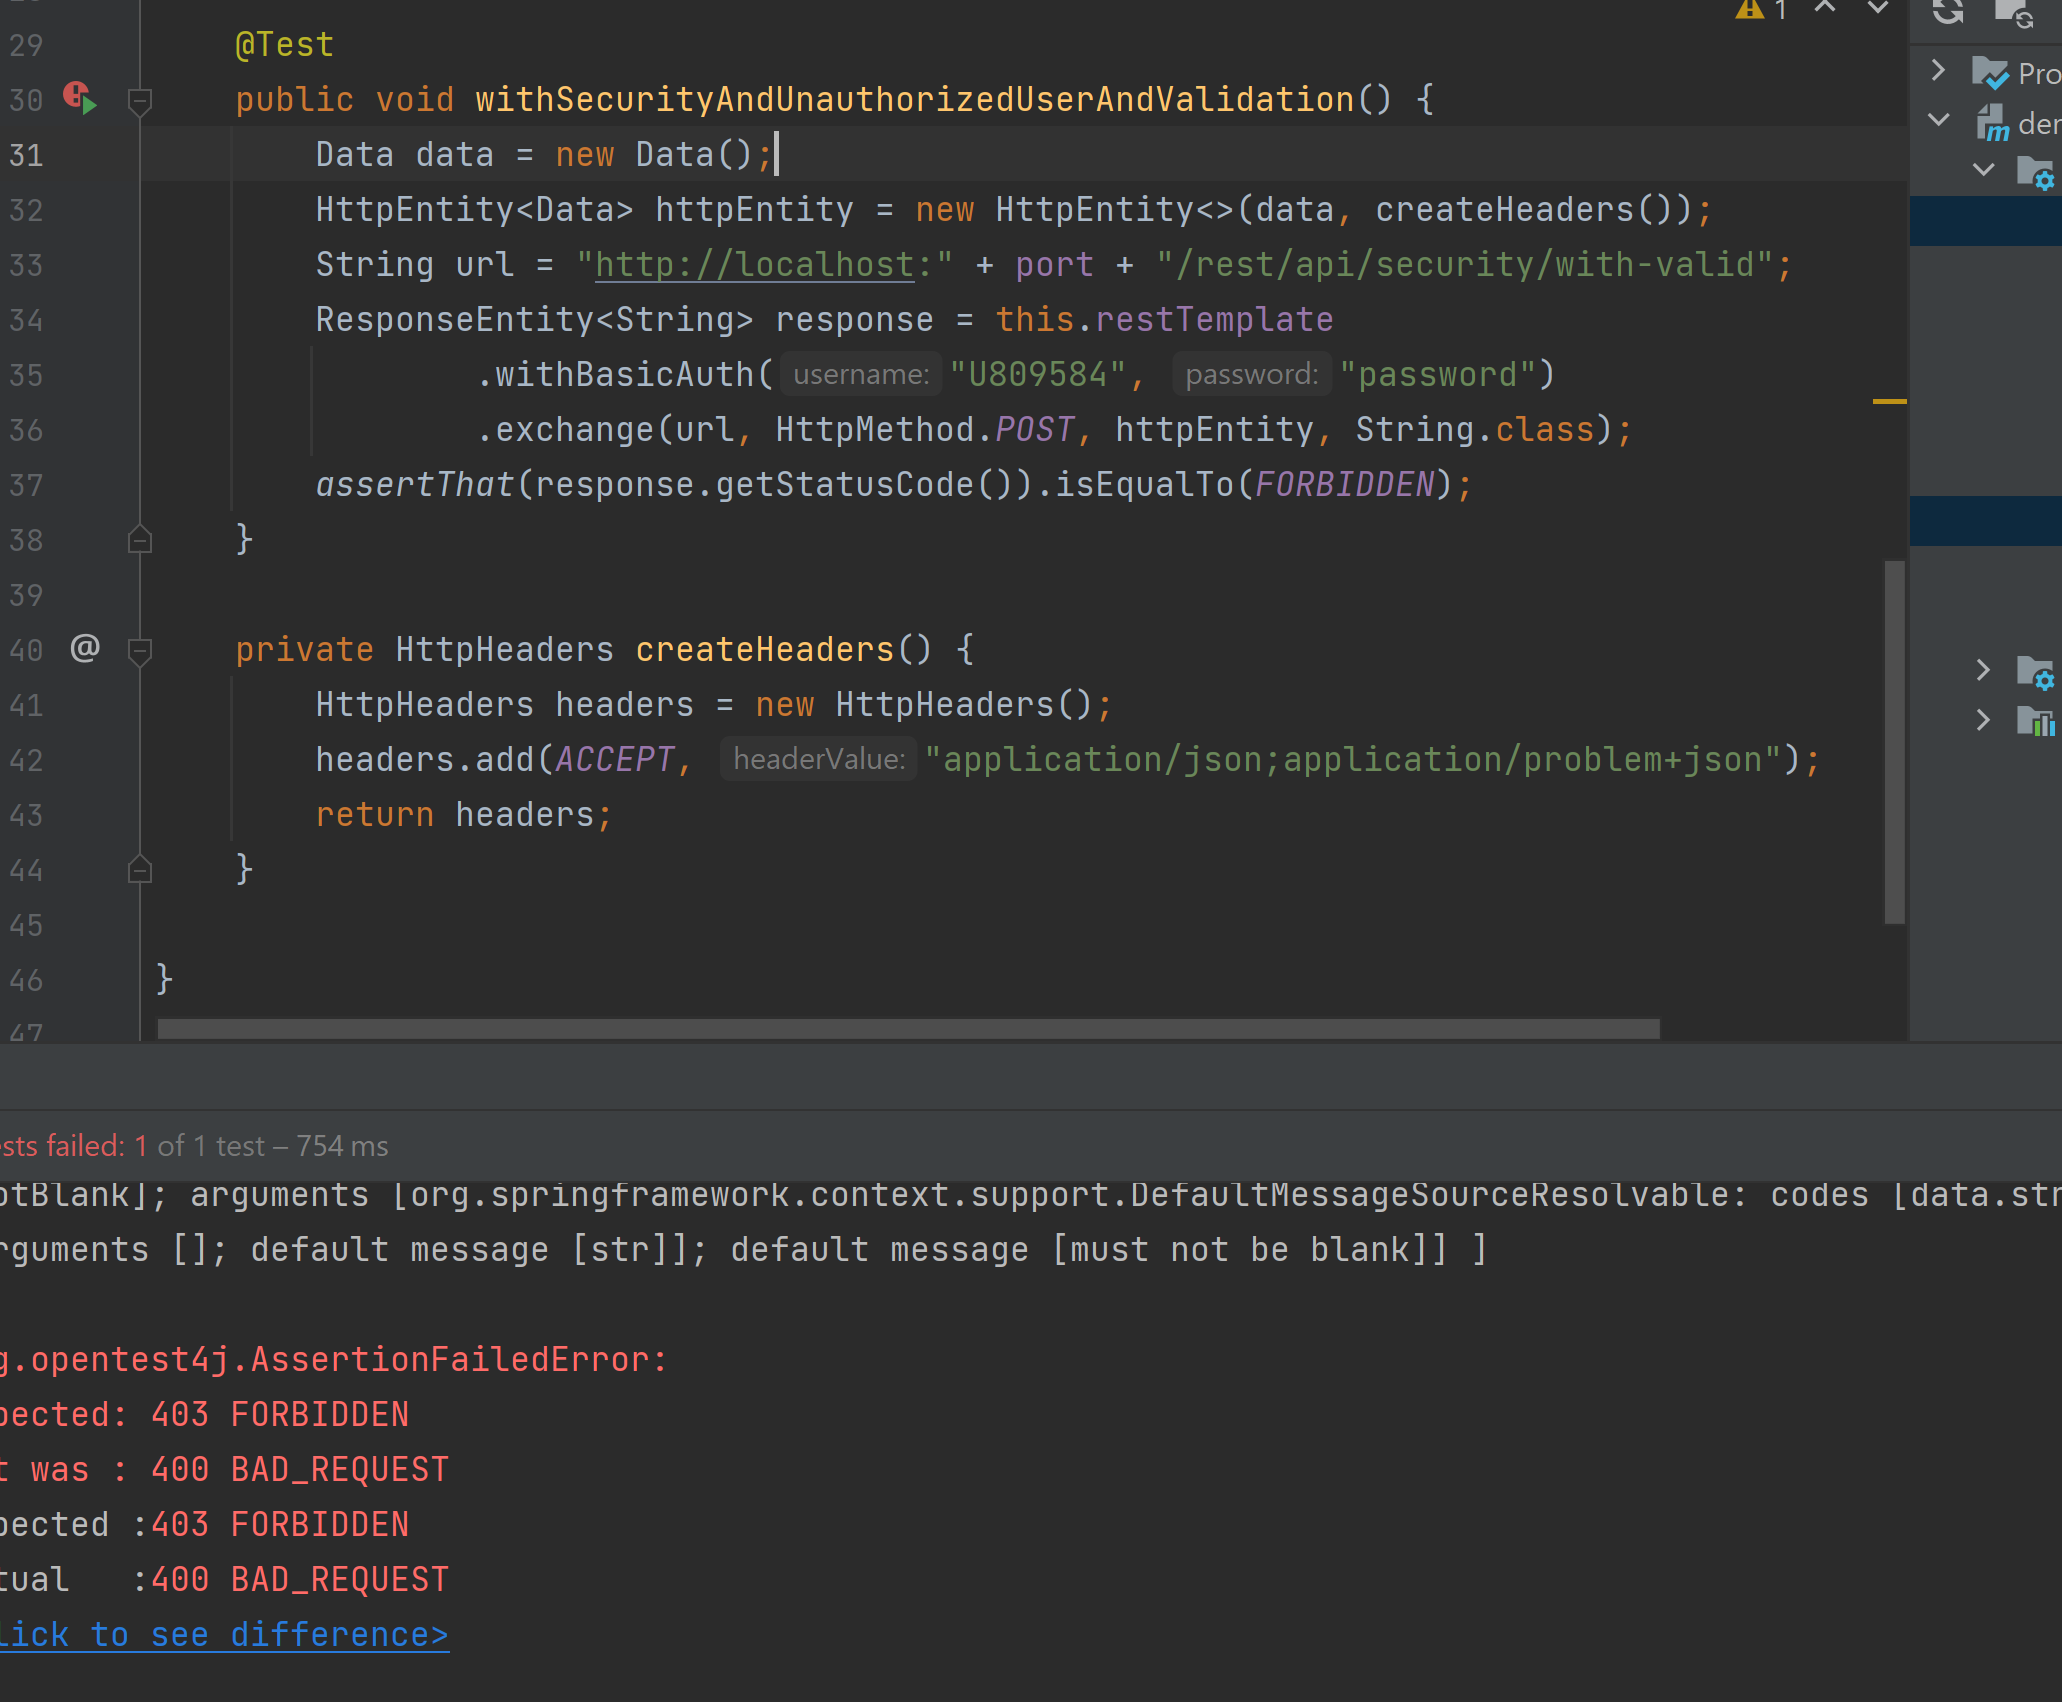 29 @Test
30 public void withSecurityAndUnauthorizedUserAndValidation() {
31 Data data = new Data();
32 HttpEntity<Data> httpEntity = new HttpEntity<>(data, createHeaders());
33 String url = "http://localhost:" + port + "/rest/api/security/with-valid";
34 ResponseEntity<String> response = this.restTemplate
35 .withBasicAuth( username: "U809584", password: "password")
36 .exchange(url, HttpMethod.POST, httpEntity, String.class);
37 assertThat(response.getStatusCode()).isEqualTo(FORBIDDEN);
38 }
39
40 @ private HttpHeaders createHeaders() {
41 HttpHeaders headers = new HttpHeaders();
42 headers.add(ACCEPT, headerValue: "application/json;application/problem+json");
43 return headers;
44 }
45
46 }
47
1
Pro
der
ests failed: 1 of 1 test – 754 ms
otBlank]; arguments [org.springframework.context.support.DefaultMessageSourceResolvable: codes [data.str
rguments []; default message [str]]; default message [must not be blank]] ]
g.opentest4j.AssertionFailedError:
pected: 403 FORBIDDEN
t was : 400 BAD_REQUEST
pected :403 FORBIDDEN
tual :400 BAD_REQUEST
lick to see difference>